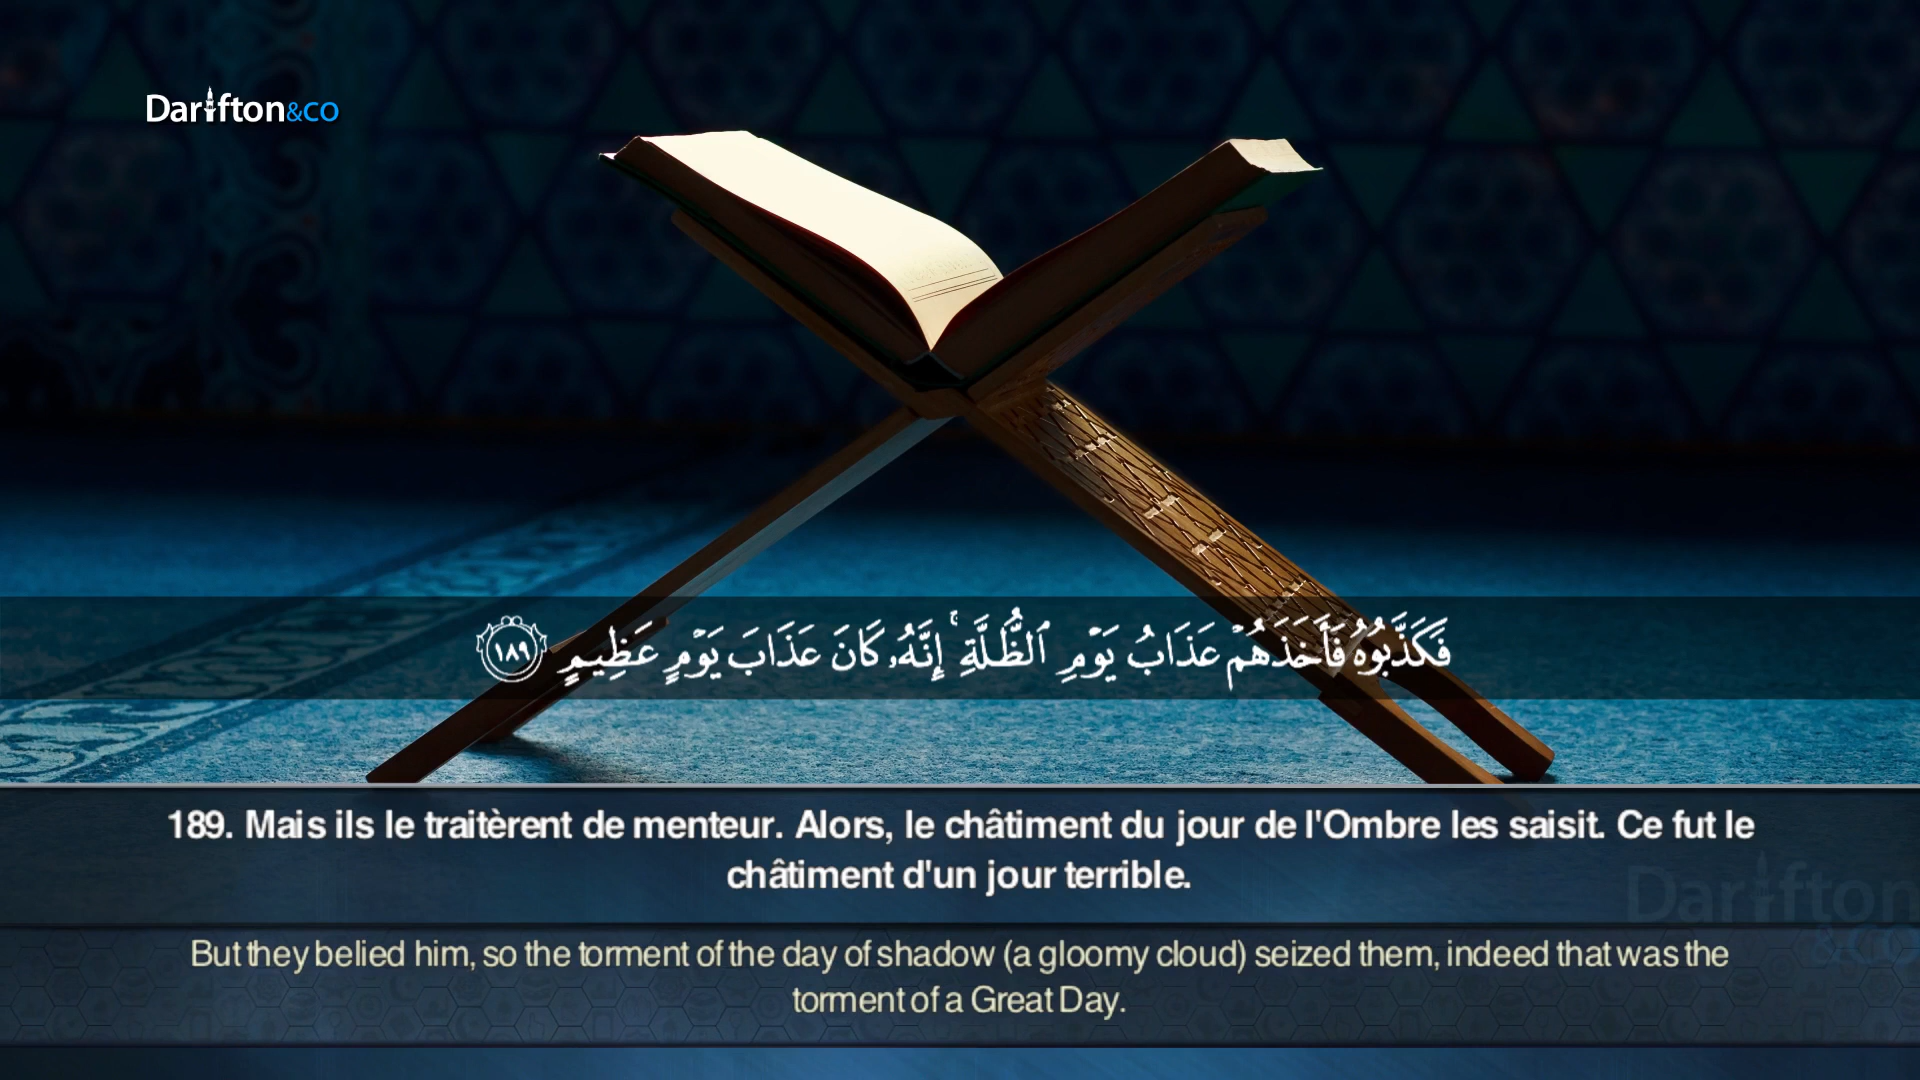 Darifton&CO
فَكَذَّبُوهُ فَأَخَذَهُمْ عَذَابُ يَوْمِ ٱلظُّلَّةِ ۚ إِنَّهُۥ كَانَ عَذَابَ يَوْمٍ عَظِيمٍ ١٨٩
189. Mais ils le traitèrent de menteur. Alors, le châtiment du jour de l'Ombre les saisit. Ce fut le
châtiment d'un jour terrible.
Darifton
&CO
But they belied him, so the torment of the day of shadow (a gloomy cloud) seized them, indeed that was the
torment of a Great Day.